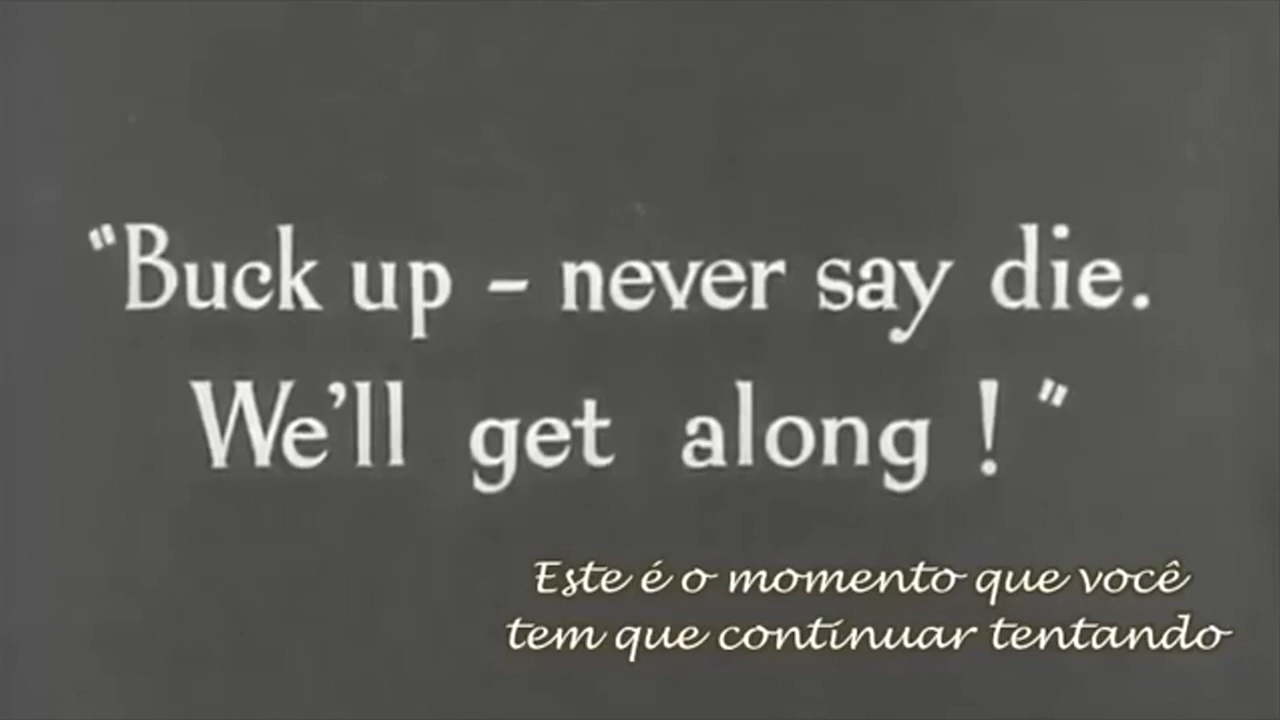 "Buck up – never say die.
We'll get along!"
Este é o momento que você
tem que continuar tentando